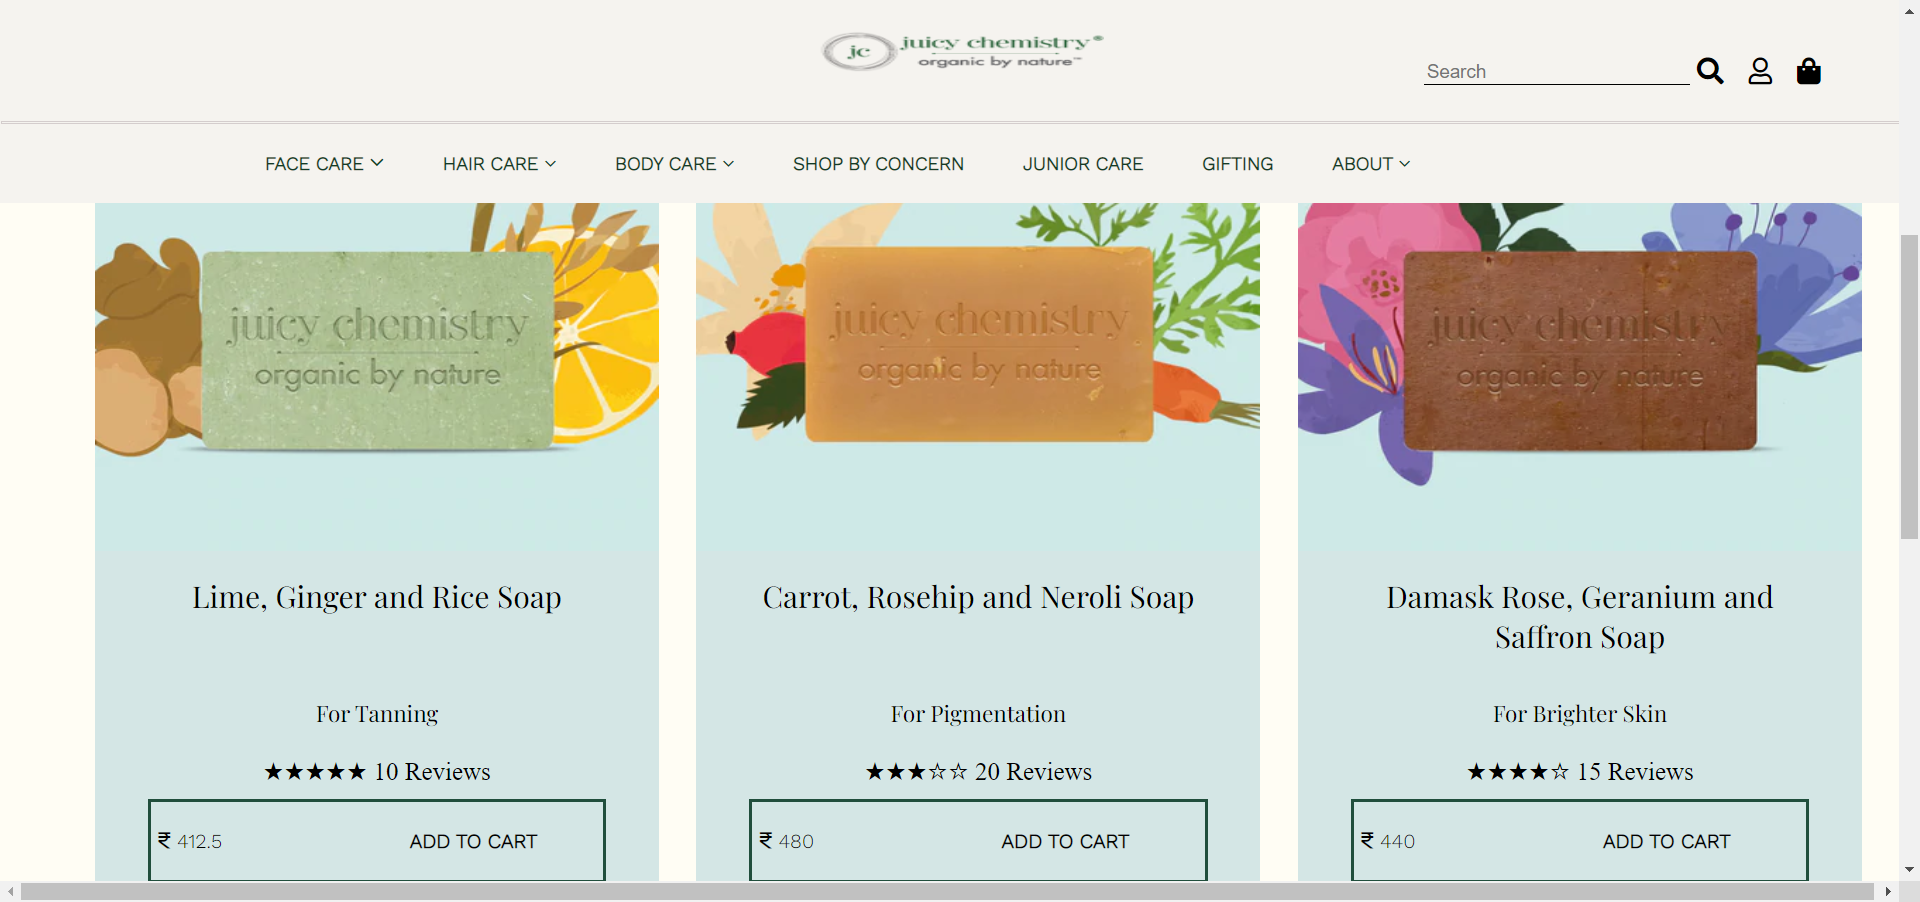 jc juicy chemistry®
organic by nature™
Search
FACE CARE HAIR CARE BODY CARE SHOP BY CONCERN JUNIOR CARE GIFTING ABOUT
juicy chemistry
organic by nature
juicy chemistry
organic by nature
juicy chemistry
organic by nature
Lime, Ginger and Rice Soap
Carrot, Rosehip and Neroli Soap
Damask Rose, Geranium and
Saffron Soap
For Tanning
For Pigmentation
For Brighter Skin
★★★★★ 10 Reviews
★★★☆☆ 20 Reviews
★★★★☆ 15 Reviews
₹ 412.5 ADD TO CART
₹ 480 ADD TO CART
₹ 440 ADD TO CART